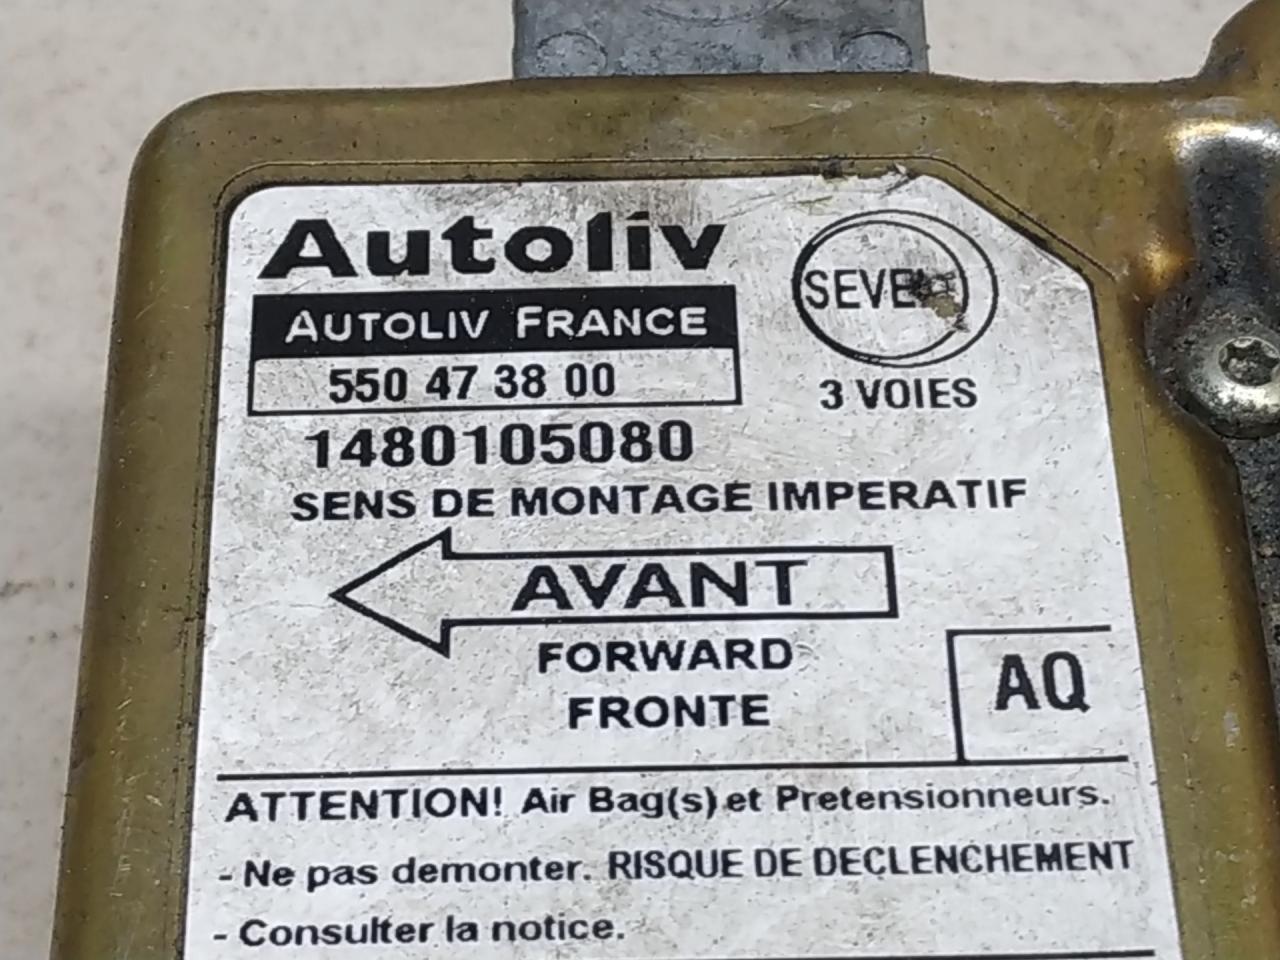 Autoliv
AUTOLIV FRANCE
550 47 38 00
3 VOIES
1480105080
SENS DE MONTAGE IMPERATIF
AVANT
FORWARD
FRONTE
AQ
ATTENTION! Air Bag(s) et Pretensionneurs.
- Ne pas demonter. RISQUE DE DECLENCHEMENT
- Consulter la notice.